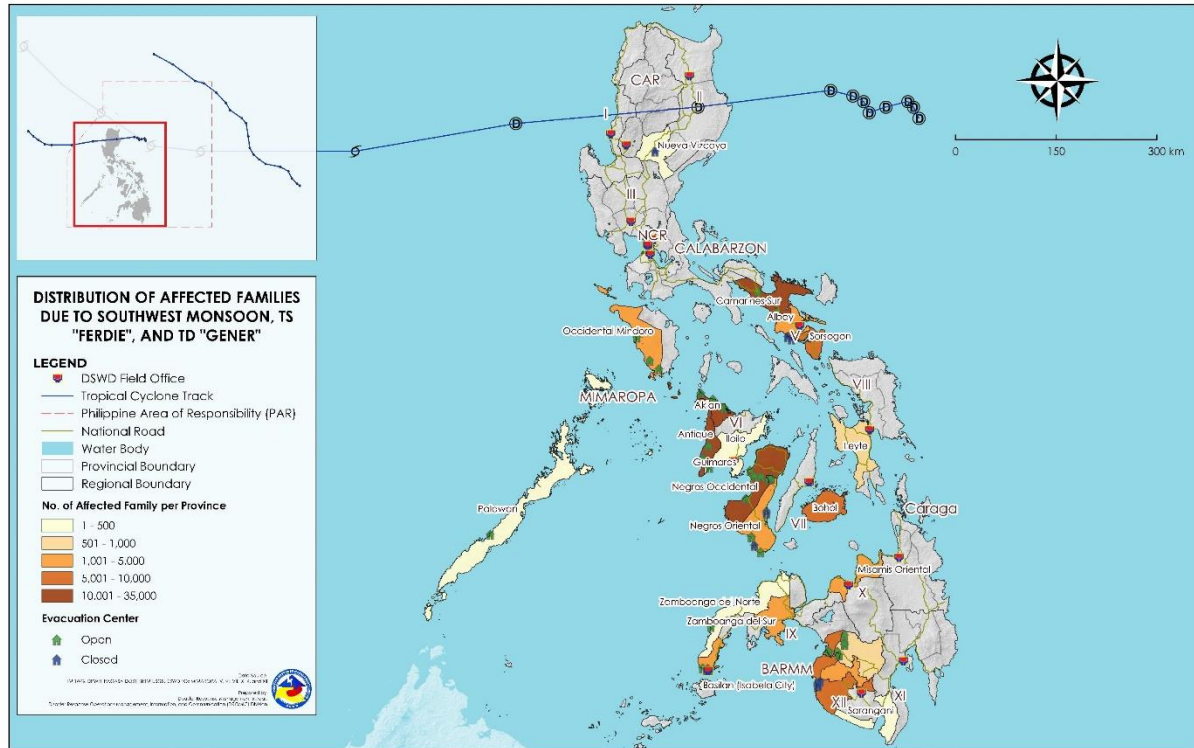 CAR
II
I
Nueva Vizcaya
III
NCR
CALABARZON
0
150
300 km
D
D
D
D
D
D
D
D
D
Camarines Sur
Albay
V
Sorsogon
Occidental Mindoro
MIMAROPA
VIII
Aklan
VI
Antique
Iloilo
Guimaras
Leyte
Negros Occidental
Palawan
Bohol
Negros Oriental
VII
Caraga
Misamis Oriental
X
Zamboanga del Norte
Zamboanga del Sur
IX
BARMM
Basilan (Isabela City)
XII
XI
Sarangani
DISTRIBUTION OF AFFECTED FAMILIES
DUE TO SOUTHWEST MONSOON, TS
"FERDIE", AND TD "GENER"
LEGEND
DSWD Field Office
Tropical Cyclone Track
Philippine Area of Responsibility (PAR)
National Road
Water Body
Provincial Boundary
Regional Boundary
No. of Affected Family per Province
1 - 500
501 - 1,000
1,001 - 5,000
5,001 - 10,000
10,001 - 35,000
Evacuation Center
Open
Closed